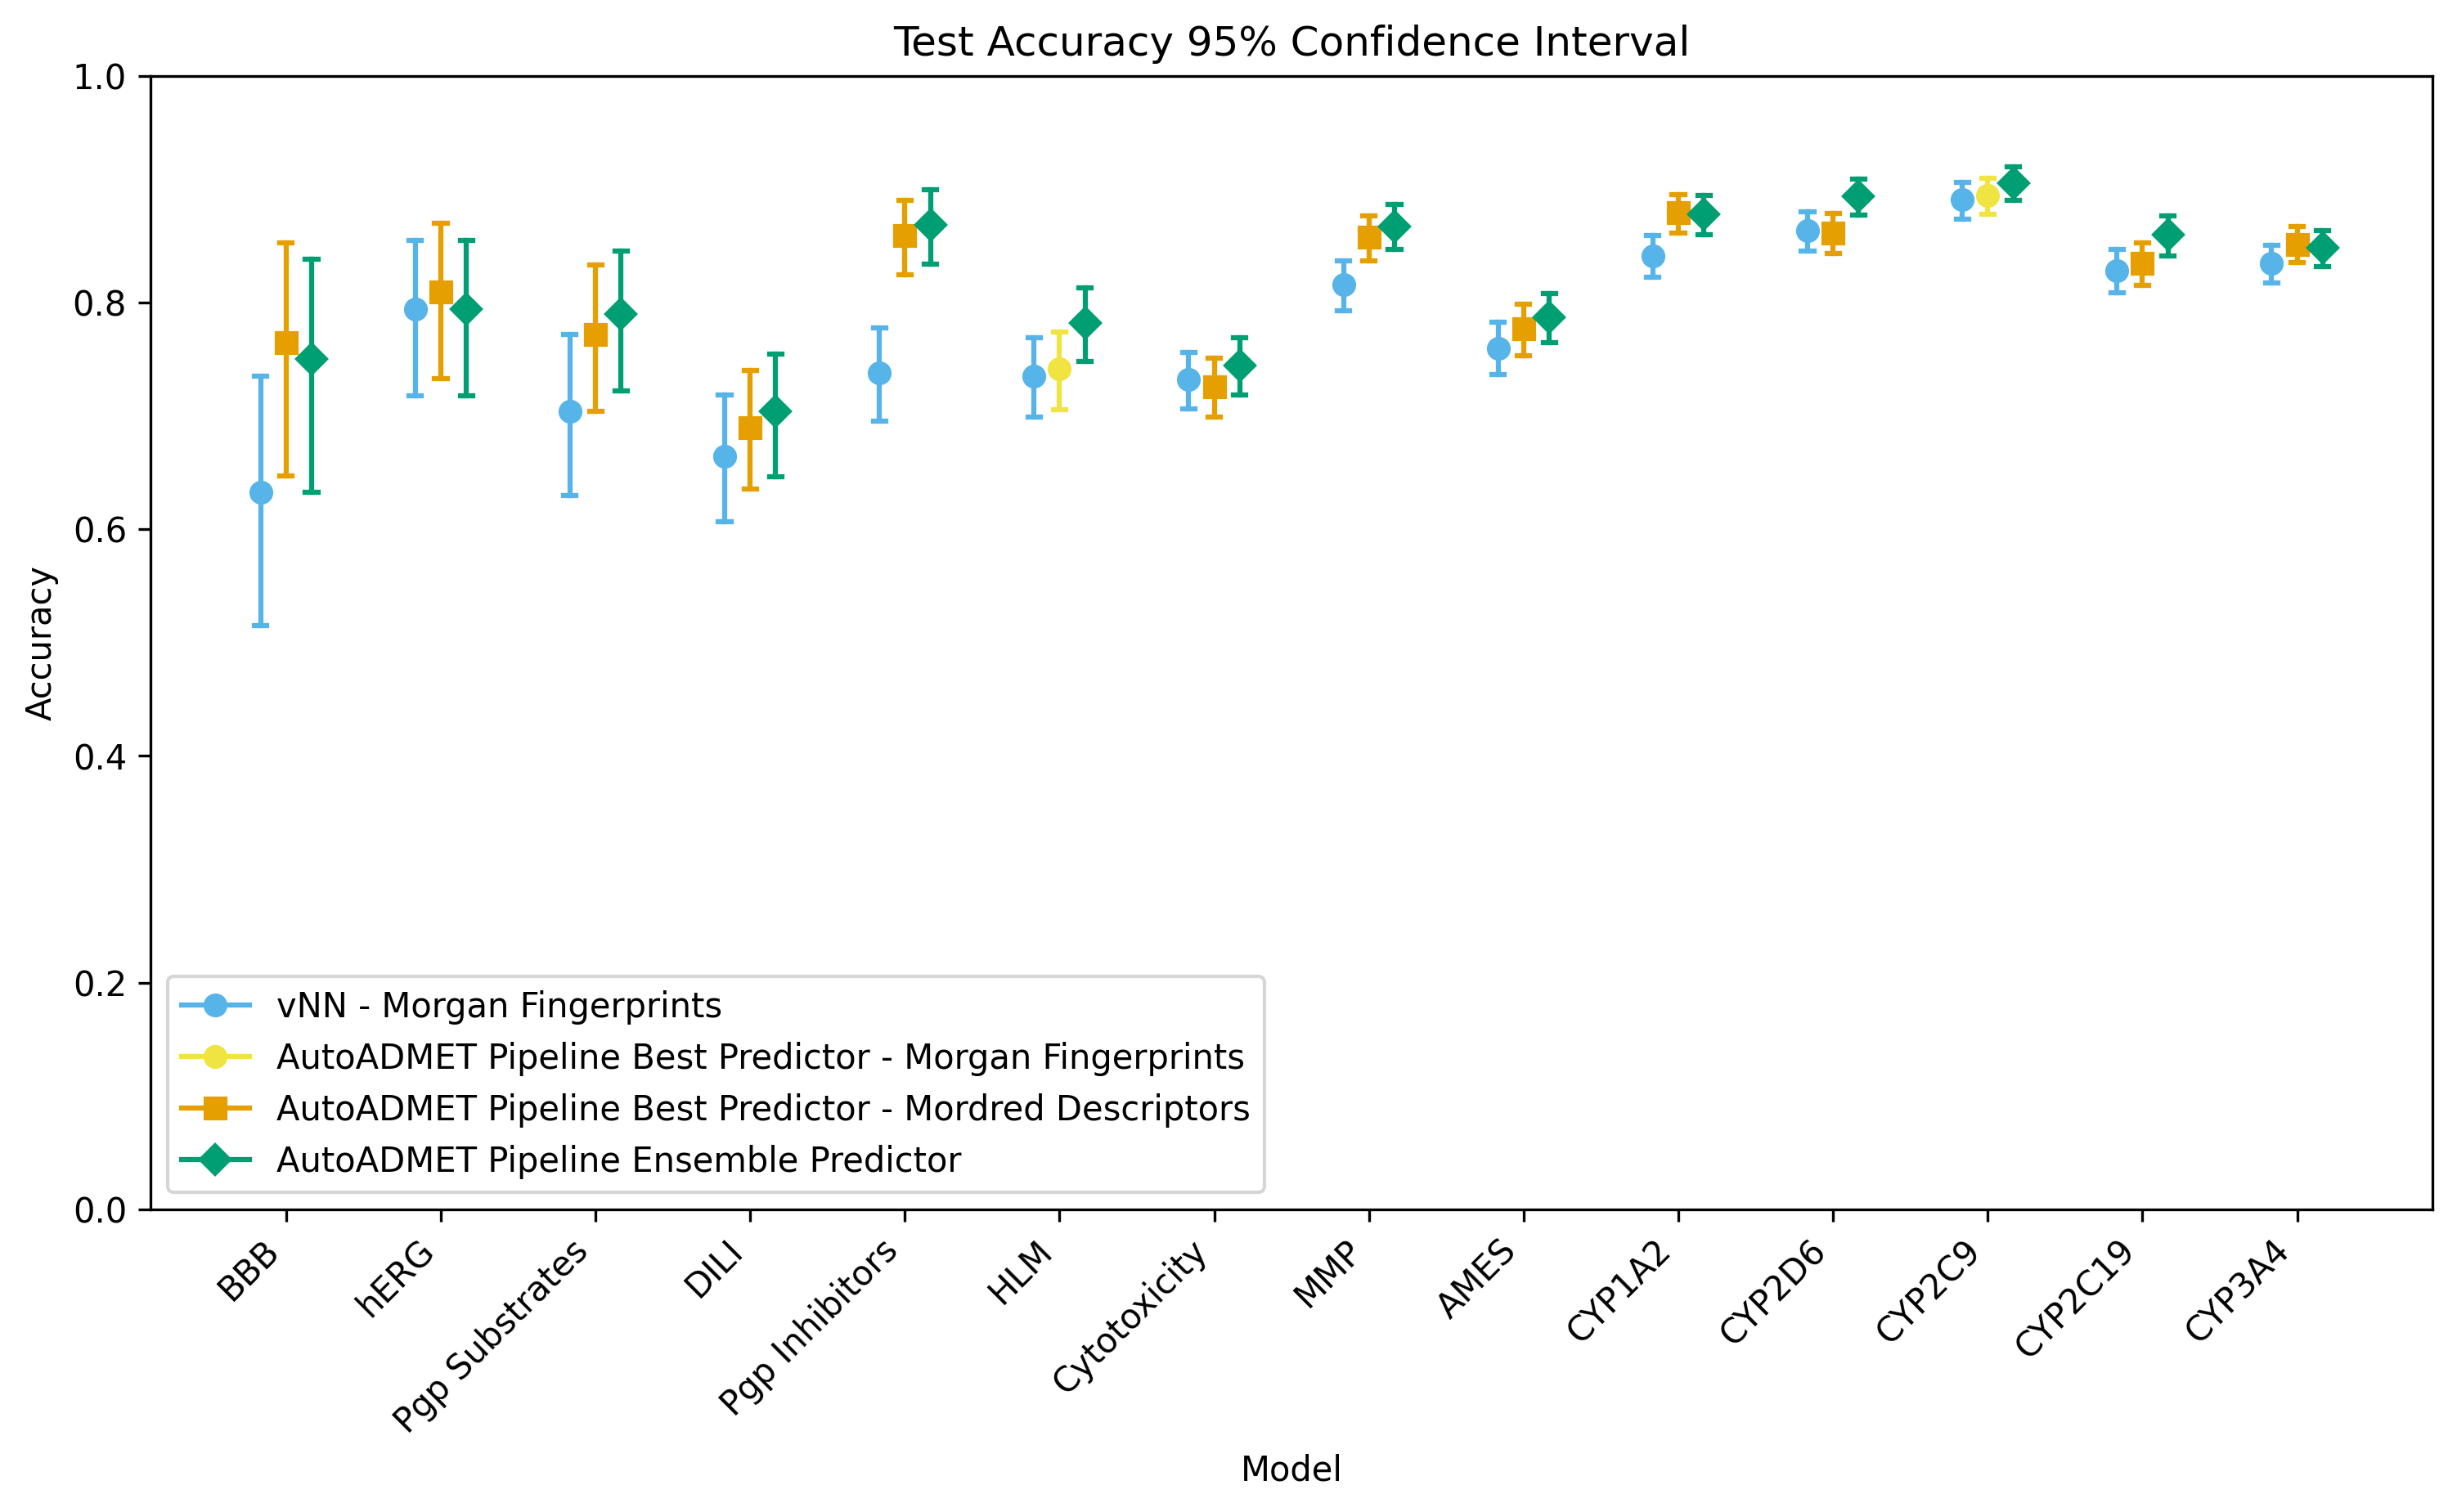 Test Accuracy 95% Confidence Interval
1.0
0.8
0.6
0.4
0.2
0.0
Accuracy
vNN - Morgan Fingerprints
AutoADMET Pipeline Best Predictor - Morgan Fingerprints
AutoADMET Pipeline Best Predictor - Mordred Descriptors
AutoADMET Pipeline Ensemble Predictor
BBB
hERG
Pgp Substrates
DILI
Pgp Inhibitors
HLM
Cytotoxicity
MMP
AMES
CYP1A2
CYP2D6
CYP2C9
CYP2C19
CYP3A4
Model